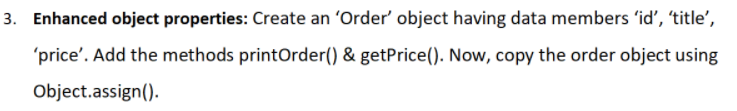 3. Enhanced object properties: Create an ‘Order’ object having data members ‘id’, ‘title’,
‘price’. Add the methods printOrder() & getPrice(). Now, copy the order object using
Object.assign().